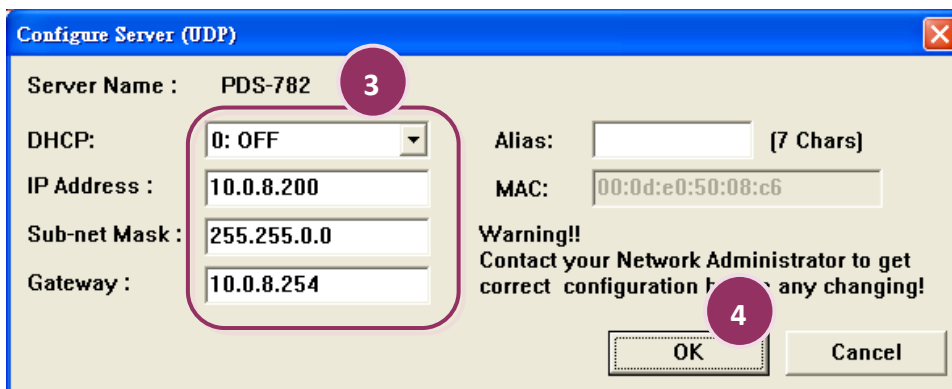 Configure Server (UDP)
Server Name : PDS-782
3
DHCP: 0: OFF
Alias: (7 Chars)
IP Address : 10.0.8.200
MAC: 00:0d:e0:50:08:c6
Sub-net Mask : 255.255.0.0
Gateway : 10.0.8.254
Warning!!
Contact your Network Administrator to get
correct configuration any changing!
4
OK
Cancel